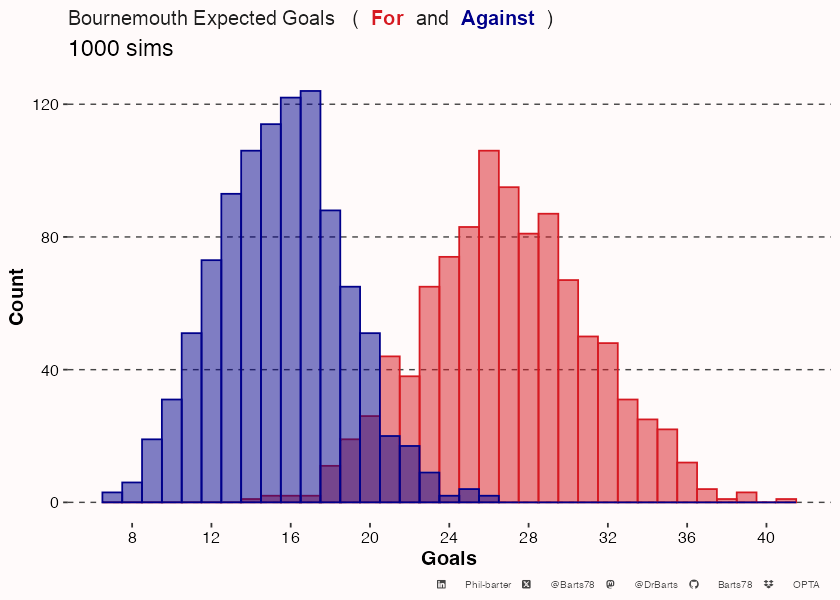 Bournemouth Expected Goals ( For and Against )
1000 sims
120
80
40
0
Count
8 12 16 20 24 28 32 36 40
Goals
Phil-barter @Barts78 @DrBarts Barts78 OPTA